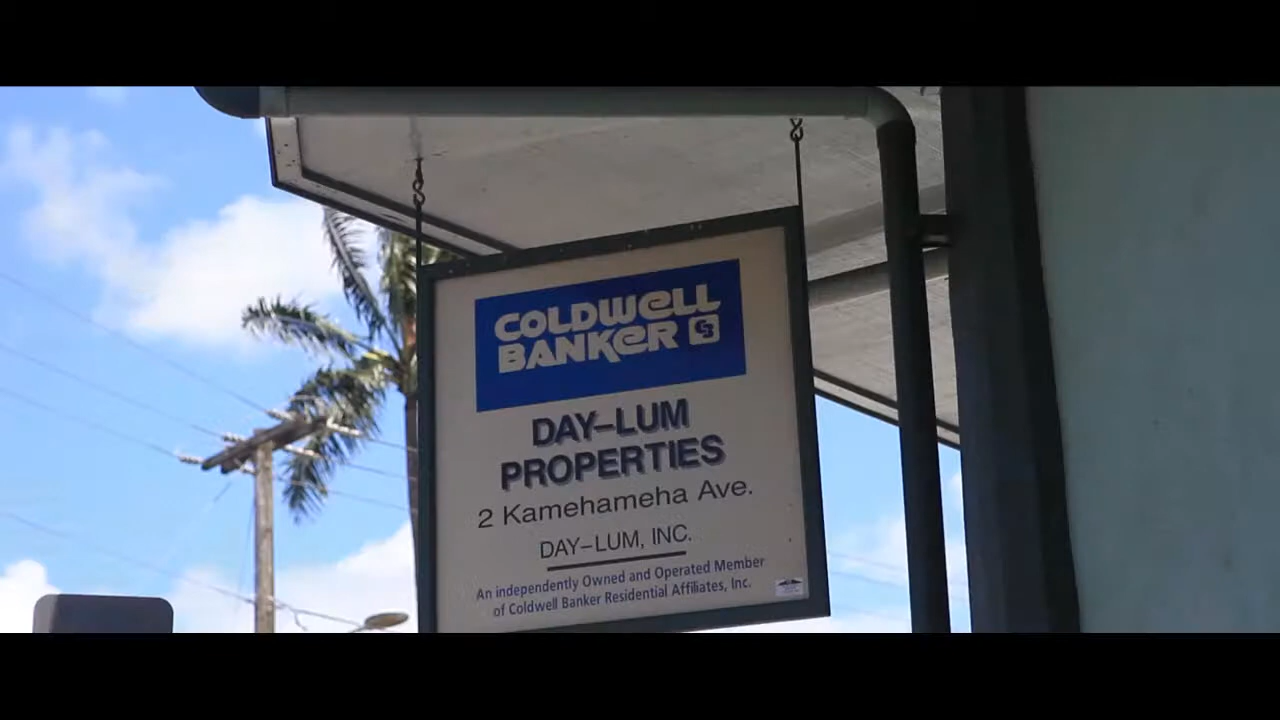 COLDWELL
BANKER CB
DAY–LUM
PROPERTIES
2 Kamehameha Ave.
DAY–LUM, INC.
An independently Owned and Operated Member
of Coldwell Banker Residential Affiliates, Inc.